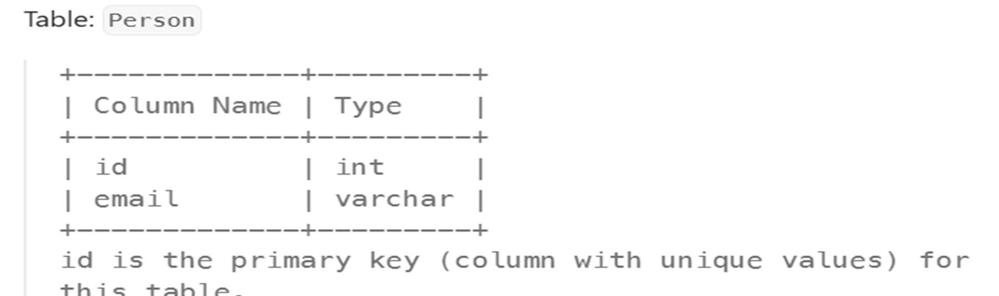 Table: Person
+-------------+---------+
| Column Name | Type    |
+-------------+---------+
| id          | int     |
| email       | varchar |
+-------------+---------+
id is the primary key (column with unique values) for
this table.